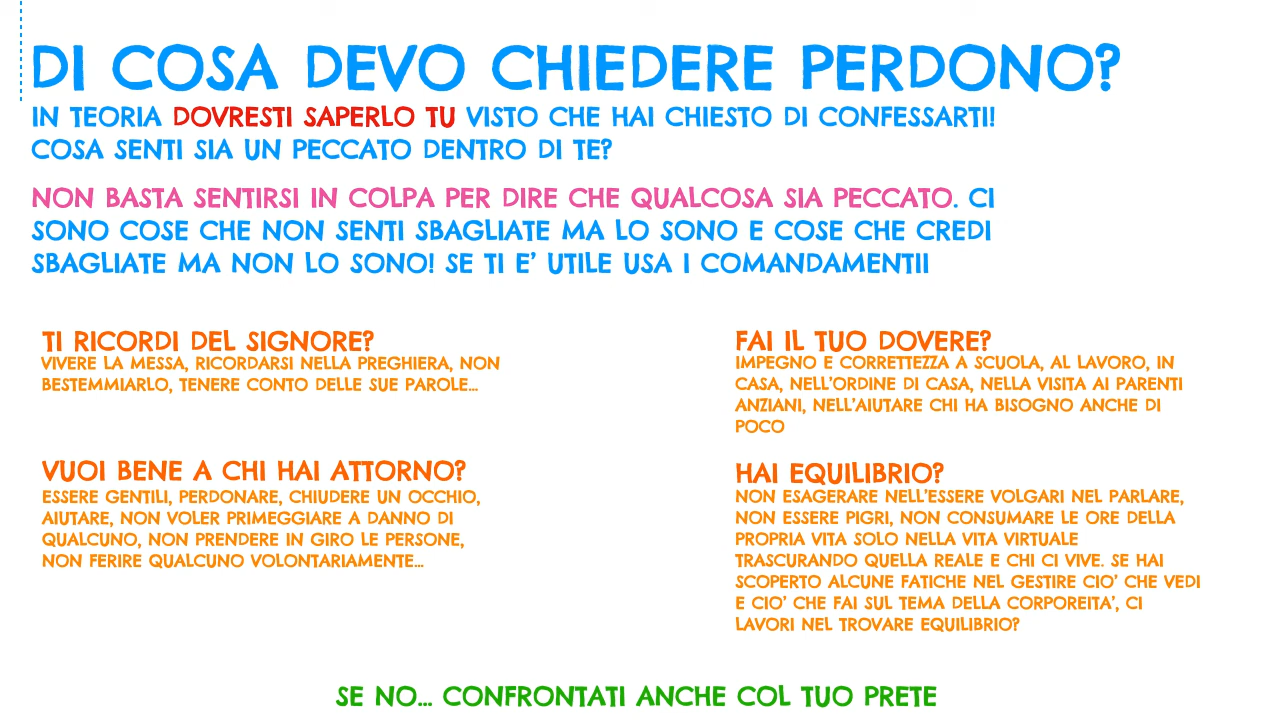 DI COSA DEVO CHIEDERE PERDONO?
IN TEORIA DOVRESTI SAPERLO TU VISTO CHE HAI CHIESTO DI CONFESSARTI!
COSA SENTI SIA UN PECCATO DENTRO DI TE?
NON BASTA SENTIRSI IN COLPA PER DIRE CHE QUALCOSA SIA PECCATO. CI
SONO COSE CHE NON SENTI SBAGLIATE MA LO SONO E COSE CHE CREDI
SBAGLIATE MA NON LO SONO! SE TI E' UTILE USA I COMANDAMENTII
TI RICORDI DEL SIGNORE?
VIVERE LA MESSA, RICORDARSI NELLA PREGHIERA, NON
BESTEMMIARLO, TENERE CONTO DELLE SUE PAROLE...
VUOI BENE A CHI HAI ATTORNO?
ESSERE GENTILI, PERDONARE, CHIUDERE UN OCCHIO,
AIUTARE, NON VOLER PRIMEGGIARE A DANNO DI
QUALCUNO, NON PRENDERE IN GIRO LE PERSONE,
NON FERIRE QUALCUNO VOLONTARIAMENTE...
FAI IL TUO DOVERE?
IMPEGNO E CORRETTEZZA A SCUOLA, AL LAVORO, IN
CASA, NELL'ORDINE DI CASA, NELLA VISITA AI PARENTI
ANZIANI, NELL'AIUTARE CHI HA BISOGNO ANCHE DI
POCO
HAI EQUILIBRIO?
NON ESAGERARE NELL'ESSERE VOLGARI NEL PARLARE,
NON ESSERE PIGRI, NON CONSUMARE LE ORE DELLA
PROPRIA VITA SOLO NELLA VITA VIRTUALE
TRASCURANDO QUELLA REALE E CHI CI VIVE. SE HAI
SCOPERTO ALCUNE FATICHE NEL GESTIRE CIO' CHE VEDI
E CIO' CHE FAI SUL TEMA DELLA CORPOREITA', CI
LAVORI NEL TROVARE EQUILIBRIO?
SE NO... CONFRONTATI ANCHE COL TUO PRETE